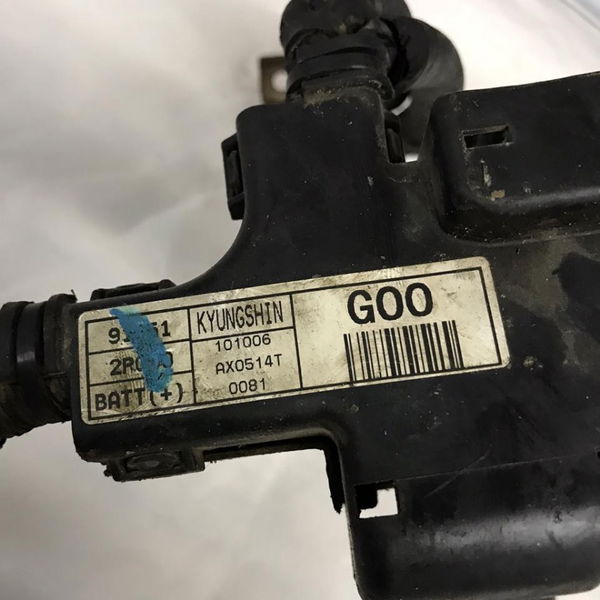 BATT(+)
KYUNGSHIN
101006
AX0514T
0081
GOO